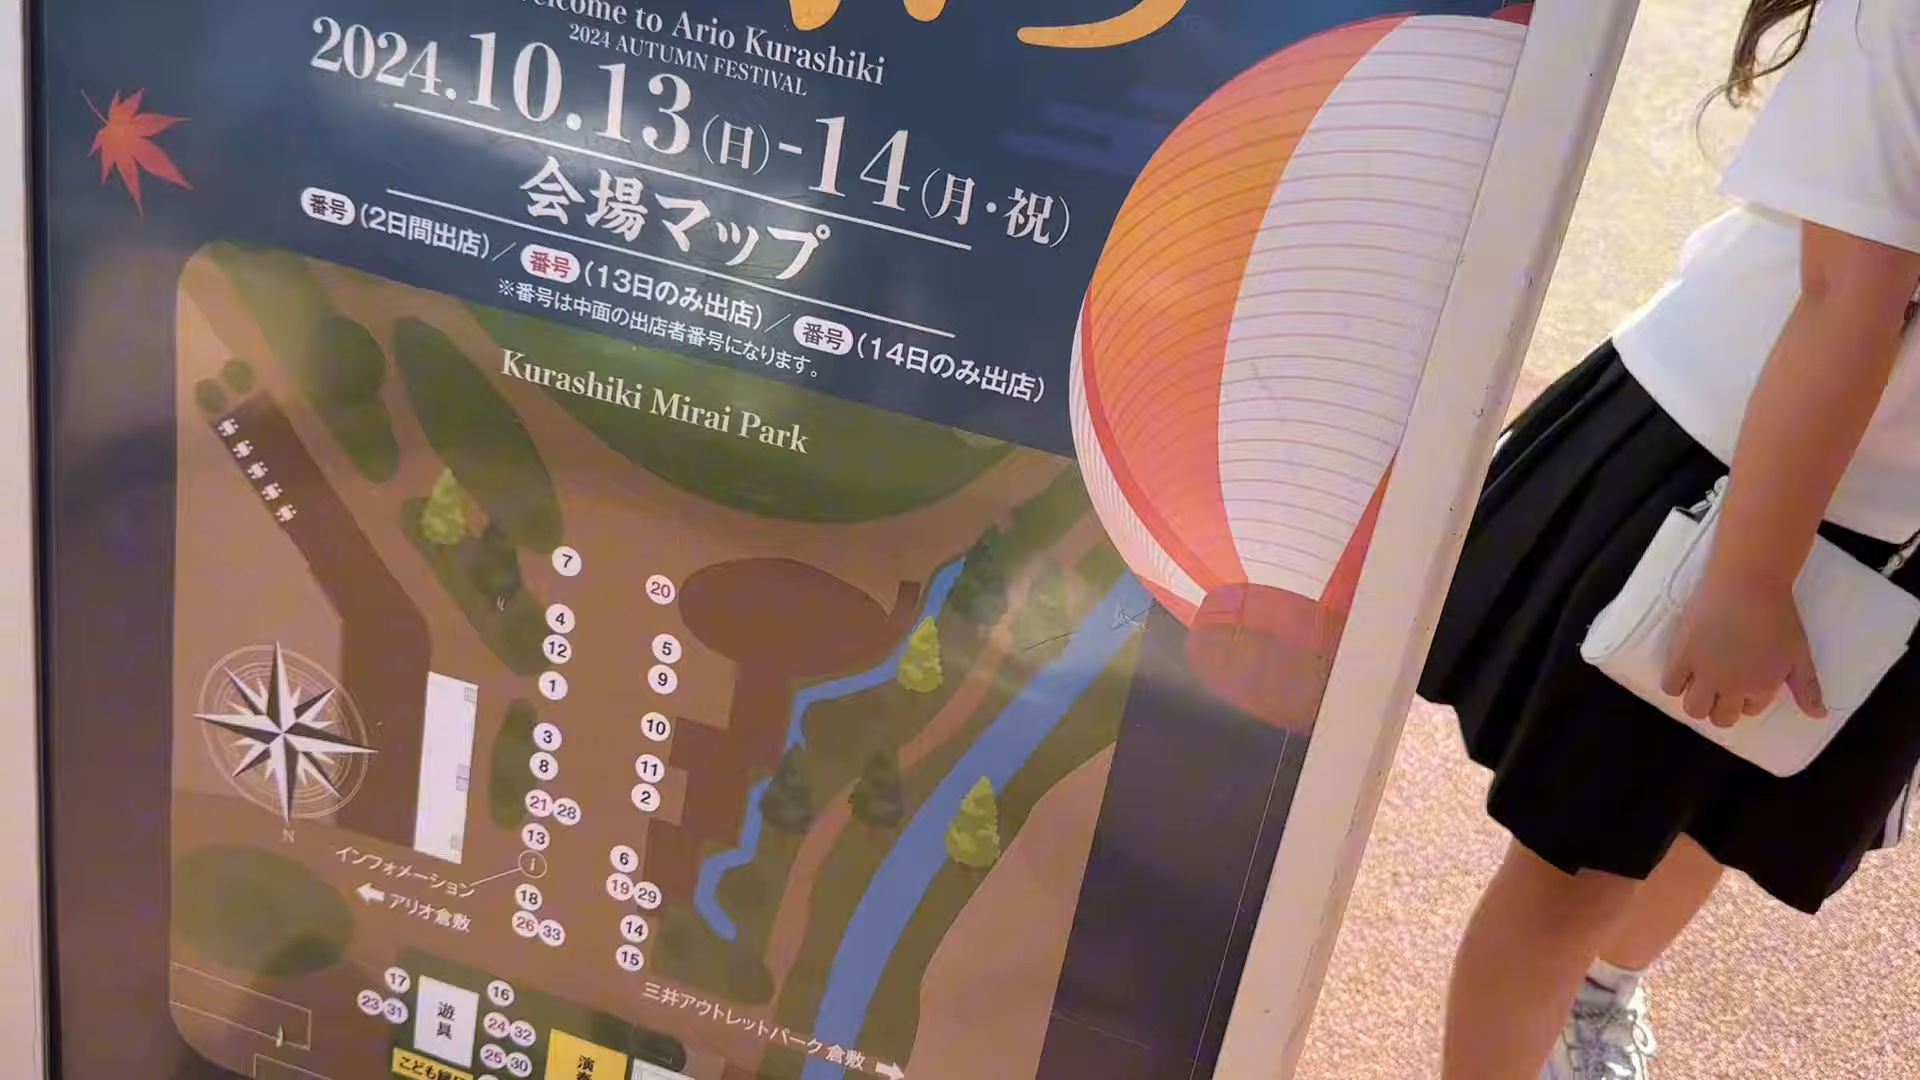 Welcome to Ario Kurashiki
2024 AUTUMN FESTIVAL
2024.10.13(日)-14(月・祝)
会場マップ
番号(2日間出店)／番号(13日のみ出店)／番号(14日のみ出店)
※番号は中面の出店者番号になります。
Kurashiki Mirai Park
7
20
4
12
5
1
9
3
10
8
11
21 28
2
13
i
インフォメーション
6
18
19 29
アリオ倉敷
26 33
14
15
17
16
三井アウトレットパーク 倉敷
23 31
遊具
24 32
25 30
こども
N